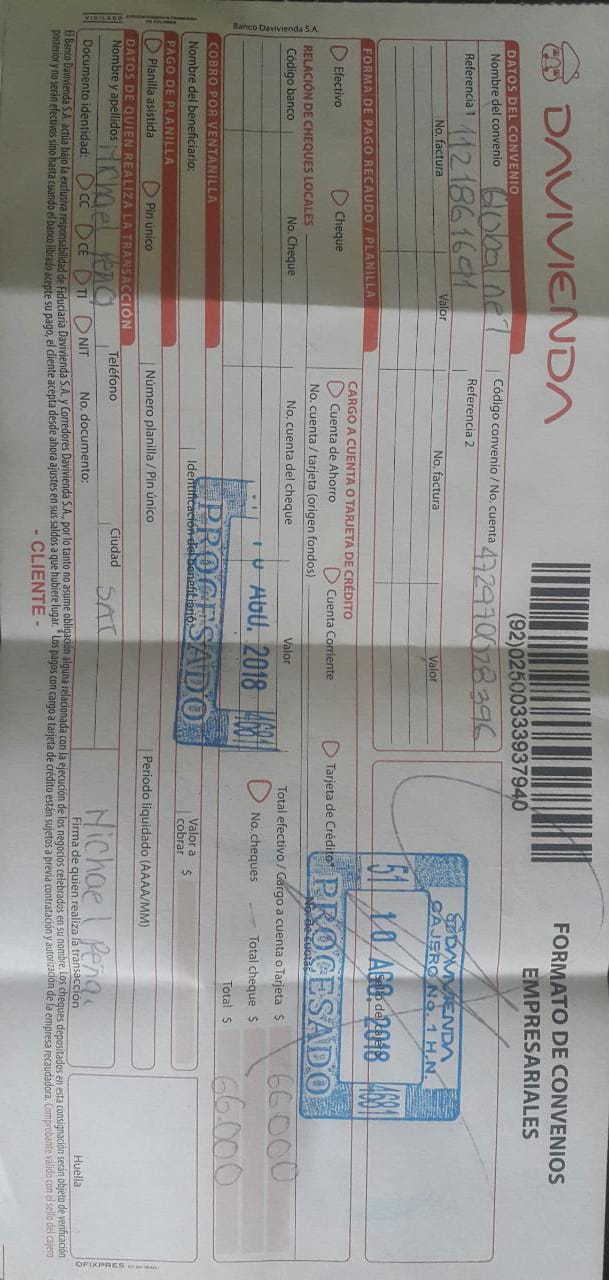 DAVIVIENDA
FORMATO DE CONVENIOS
EMPRESARIALES
(92)02500333937940
DATOS DEL CONVENIO
Nombre del convenio
Código convenio / No. cuenta
Referencia 1 1121861601
Referencia 2
No. factura Valor No. factura Valor
FORMA DE PAGO RECAUDO / PLANILLA
CARGO A CUENTA O TARJETA DE CRÉDITO
Efectivo Cheque Cuenta de Ahorro Cuenta Corriente Tarjeta de Crédito*
No. cuenta / tarjeta (origen fondos)
No. de cuotas
DAVIVIENDA
CAJERO No. 1 H.N.
51 10 AGO. 2018 4681
PROCESADO
RELACIÓN DE CHEQUES LOCALES
Código banco No. Cheque No. cuenta del cheque Valor
Total efectivo / Cargo a cuenta o Tarjeta $ 66000
No. cheques Total cheque $
Total $ 66.000
10 AGO. 2018 4681
PROCESADO
COBRO POR VENTANILLA
Nombre del beneficiario: Identificación del beneficiario: Valor a cobrar $
PAGO DE PLANILLA
Planilla asistida Pin único Número planilla / Pin único Periodo liquidado (AAAA/MM)
DATOS DE QUIEN REALIZA LA TRANSACCIÓN
Nombre y apellidos Michael Peña Teléfono Ciudad
Michael Peña
Documento identidad: CC CE TI NIT No. documento: Firma de quien realiza la transacción Huella
El Banco Davivienda S.A. actúa bajo la exclusiva responsabilidad de Fiduciaria Davivienda S.A. y Corredores Davivienda S.A., por lo tanto no asume obligación alguna relacionada con la ejecución de los negocios celebrados en su nombre. Los cheques depositados en esta consignación serán objeto de verificación
posterior y no serán efectivos sino hasta cuando el banco librado acepte su pago, el cliente acepta desde ahora ajustes en sus saldos a que hubiere lugar. *Los pagos con cargo a tarjeta de crédito están sujetos a previa contratación y autorización de la empresa recaudadora. Comprobante válido con el sello del cajero
- CLIENTE -
Banco Davivienda S.A.
VIGILADO SUPERINTENDENCIA FINANCIERA DE COLOMBIA
OFIXPRES